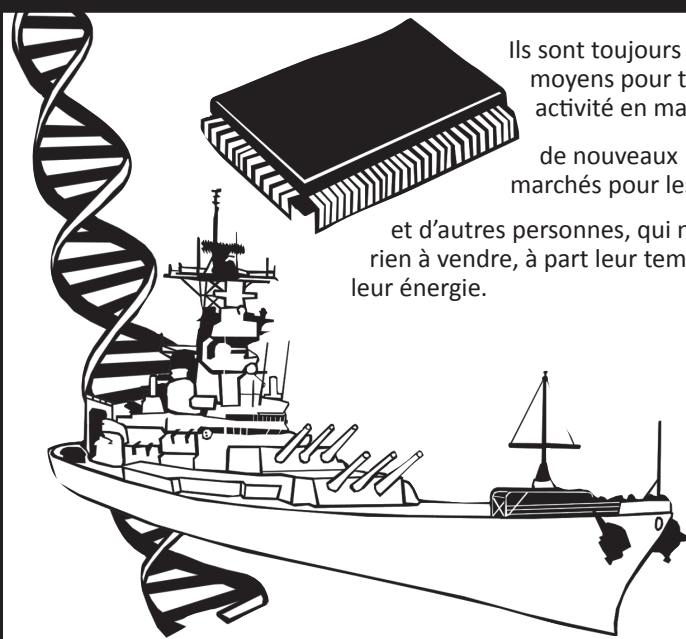 Ils sont toujours
moyens pour t
activité en ma
de nouveaux
marchés pour les
et d'autres personnes, qui n
rien à vendre, à part leur tem
leur énergie.